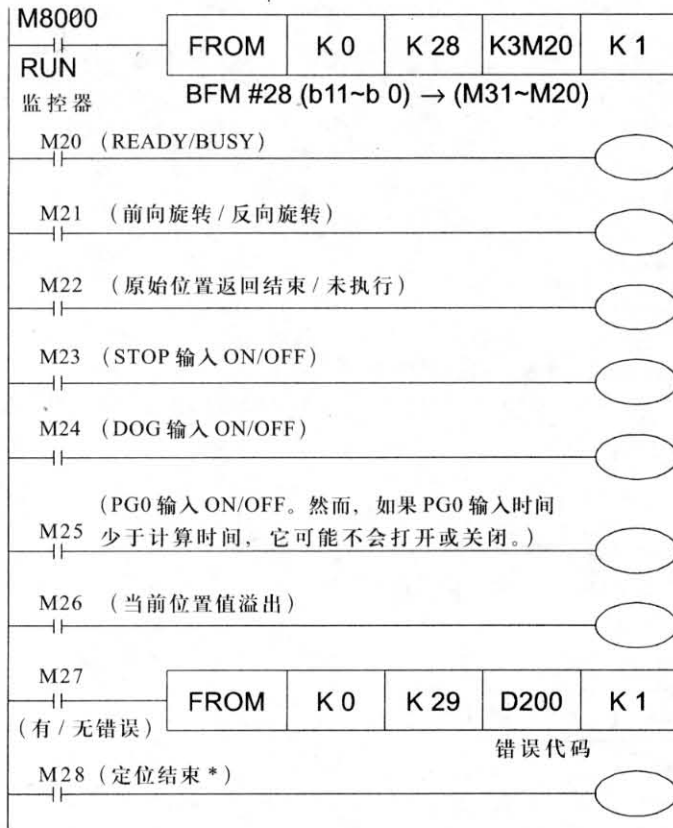 M8000
FROM K 0 K 28 K3M20 K 1
RUN
监控器
BFM #28 (b11~b 0) → (M31~M20)
M20 (READY/BUSY)
M21 (前向旋转 / 反向旋转)
M22 (原始位置返回结束 / 未执行)
M23 (STOP 输入 ON/OFF)
M24 (DOG 输入 ON/OFF)
(PG0 输入 ON/OFF。然而, 如果 PG0 输入时间
M25 少于计算时间, 它可能不会打开或关闭。)
M26 (当前位置值溢出)
M27
FROM K 0 K 29 D200 K 1
(有 / 无错误)
错误代码
M28 (定位结束 *)